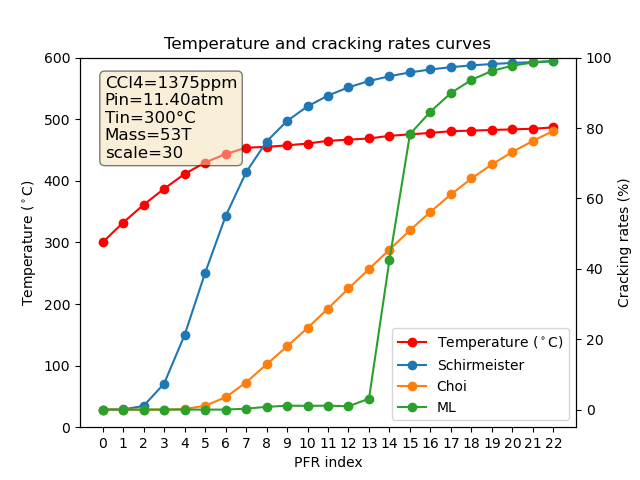 Temperature and cracking rates curves
CCl4=1375ppm
Pin=11.40atm
Tin=300°C
Mass=53T
scale=30
Temperature (°C)
600
500
400
300
200
100
0
Cracking rates (%)
100
80
60
40
20
0
Temperature (°C)
Schirmeister
Choi
ML
0 1 2 3 4 5 6 7 8 9 10 11 12 13 14 15 16 17 18 19 20 21 22
PFR index